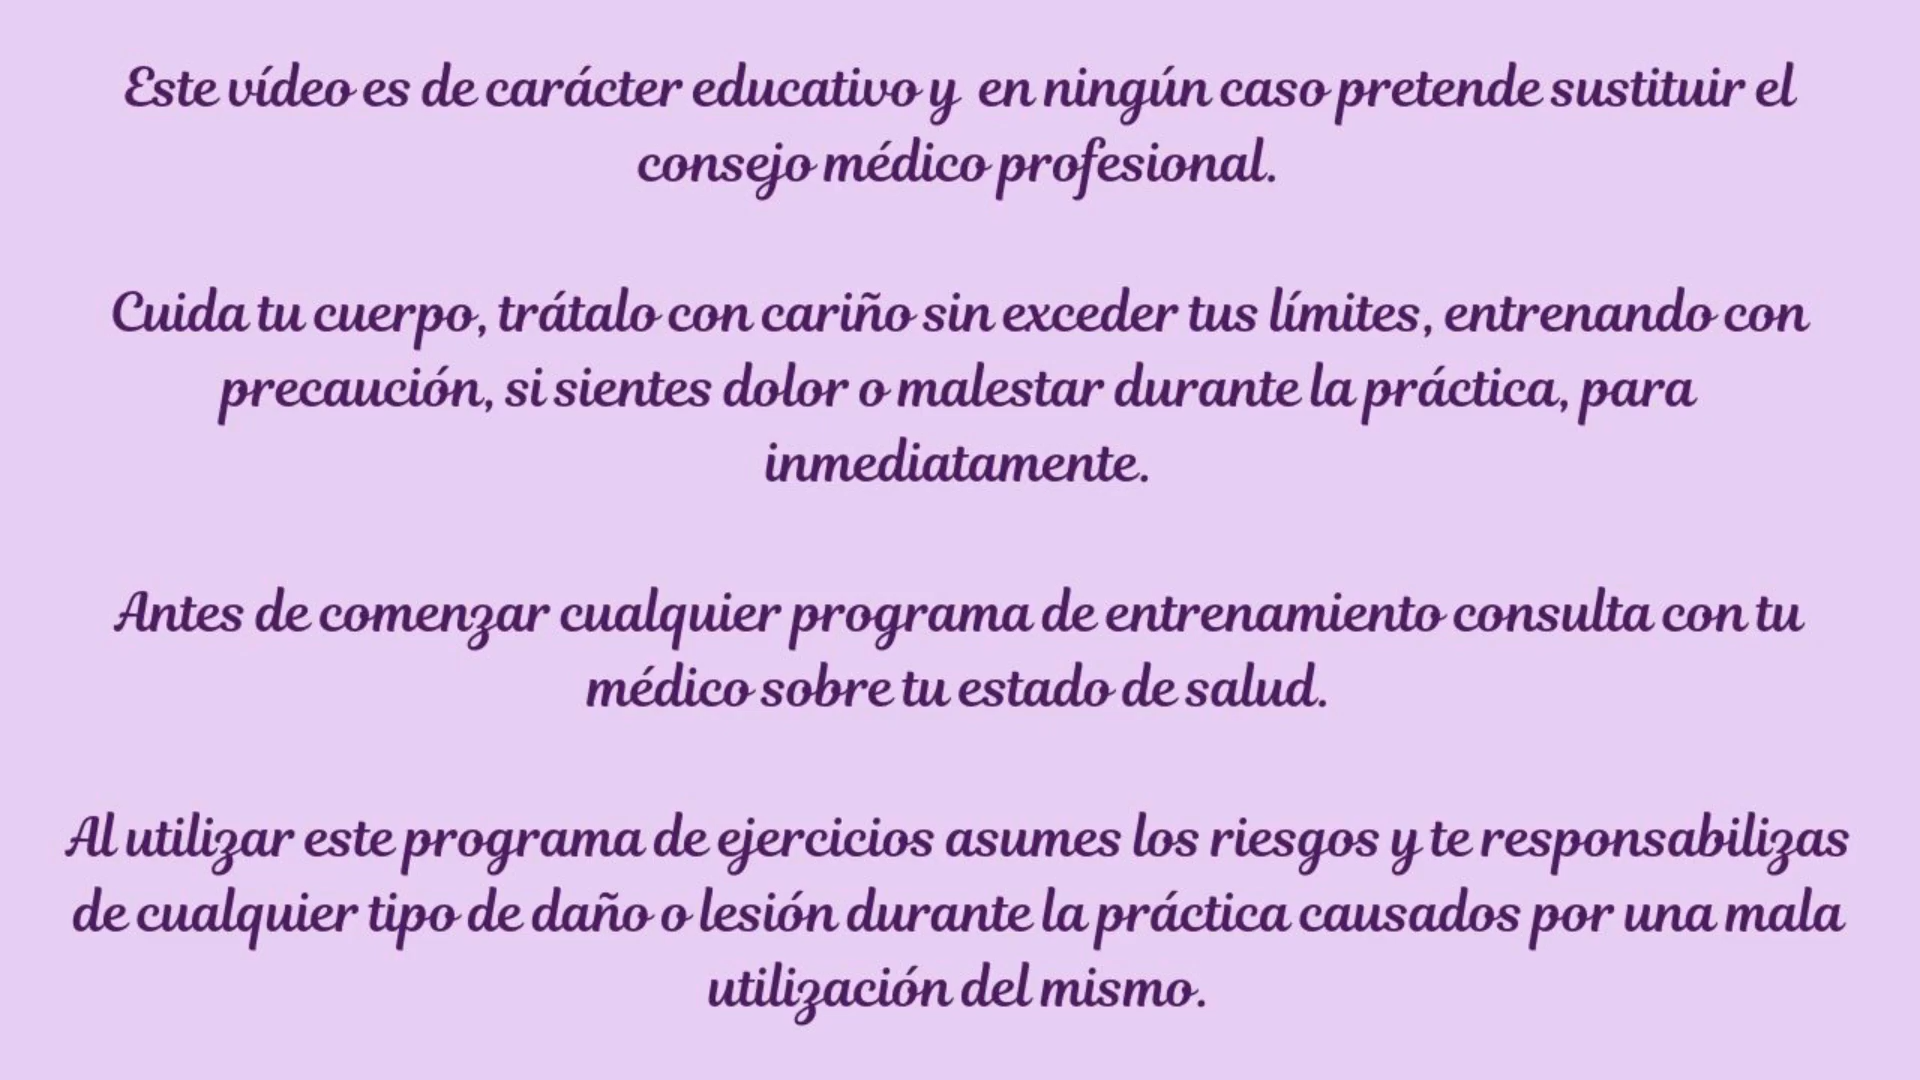 Este vídeo es de carácter educativo y en ningún caso pretende sustituir el
consejo médico profesional.
Cuida tu cuerpo, trátalo con cariño sin exceder tus límites, entrenando con
precaución, si sientes dolor o malestar durante la práctica, para
inmediatamente.
Antes de comenzar cualquier programa de entrenamiento consulta con tu
médico sobre tu estado de salud.
Al utilizar este programa de ejercicios asumes los riesgos y te responsabilizas
de cualquier tipo de daño o lesión durante la práctica causados por una mala
utilización del mismo.